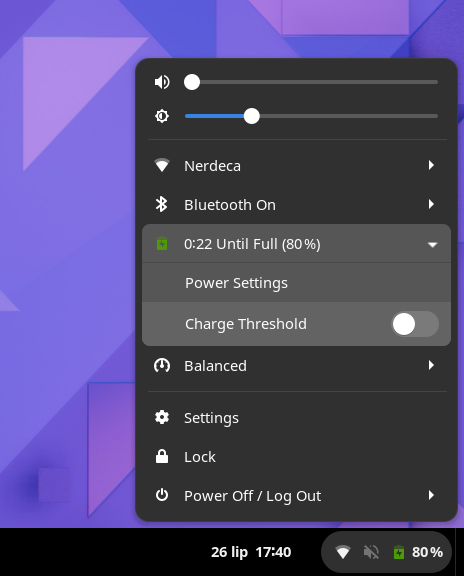 Nerdeca
Bluetooth On
0:22 Until Full (80 %)
Power Settings
Charge Threshold
Balanced
Settings
Lock
Power Off / Log Out
26 lip 17:40
80 %